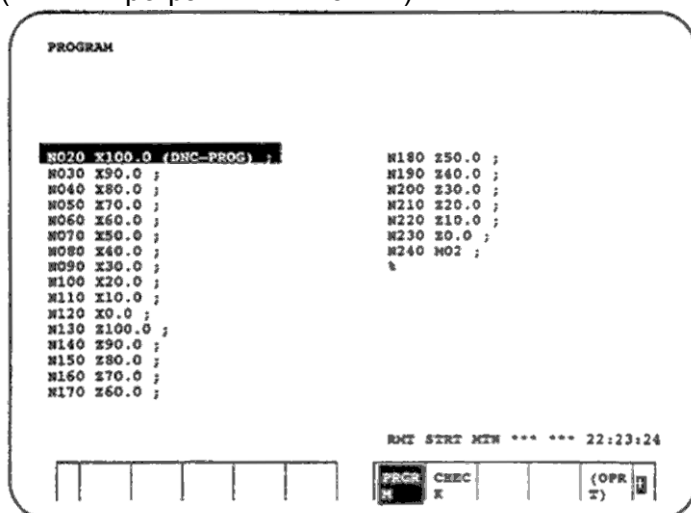 PROGRAM
N020 X100.0 (DNC-PROG) ;
N030 X90.0 ;
N040 X80.0 ;
N050 X70.0 ;
N060 X60.0 ;
N070 X50.0 ;
N080 X40.0 ;
N090 X30.0 ;
N100 X20.0 ;
N110 X10.0 ;
N120 X0.0 ;
N130 Z100.0 ;
N140 Z90.0 ;
N150 Z80.0 ;
N160 Z70.0 ;
N170 Z60.0 ;
N180 Z50.0 ;
N190 Z40.0 ;
N200 Z30.0 ;
N210 Z20.0 ;
N220 Z10.0 ;
N230 Z0.0 ;
N240 M02 ;
%
RMT STRT MTN *** *** 22:23:24
PRGR
M
CHEC
K
(OPR
T)